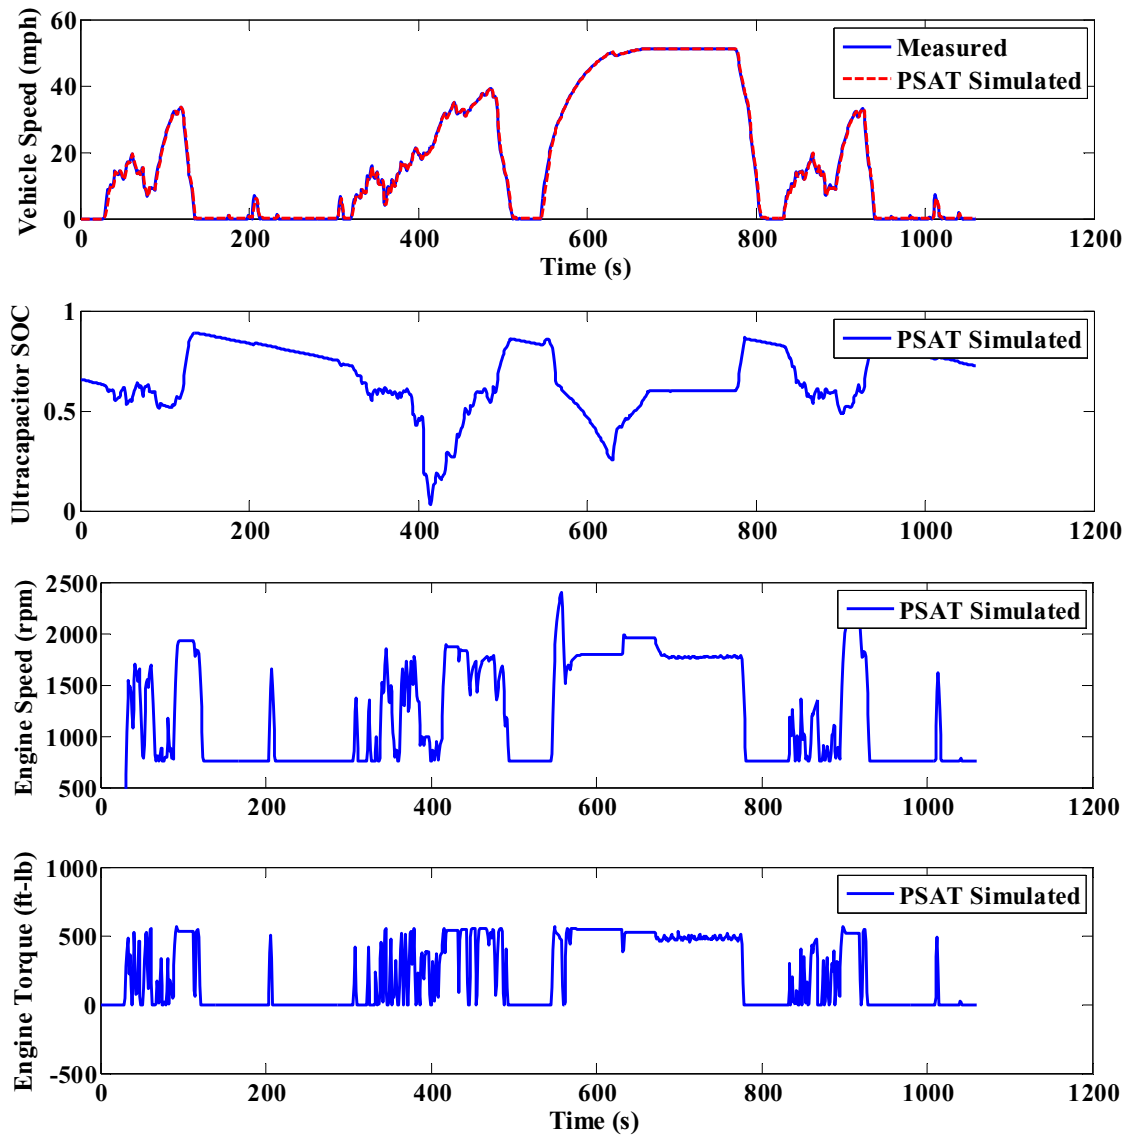 Vehicle Speed (mph)
60
40
20
0
Measured
PSAT Simulated
0 200 400 600 800 1000 1200
Time (s)
Ultracapacitor SOC
1
0.5
0
PSAT Simulated
0 200 400 600 800 1000 1200
Engine Speed (rpm)
2500
2000
1500
1000
500
PSAT Simulated
0 200 400 600 800 1000 1200
Engine Torque (ft-lb)
1000
500
0
-500
PSAT Simulated
0 200 400 600 800 1000 1200
Time (s)